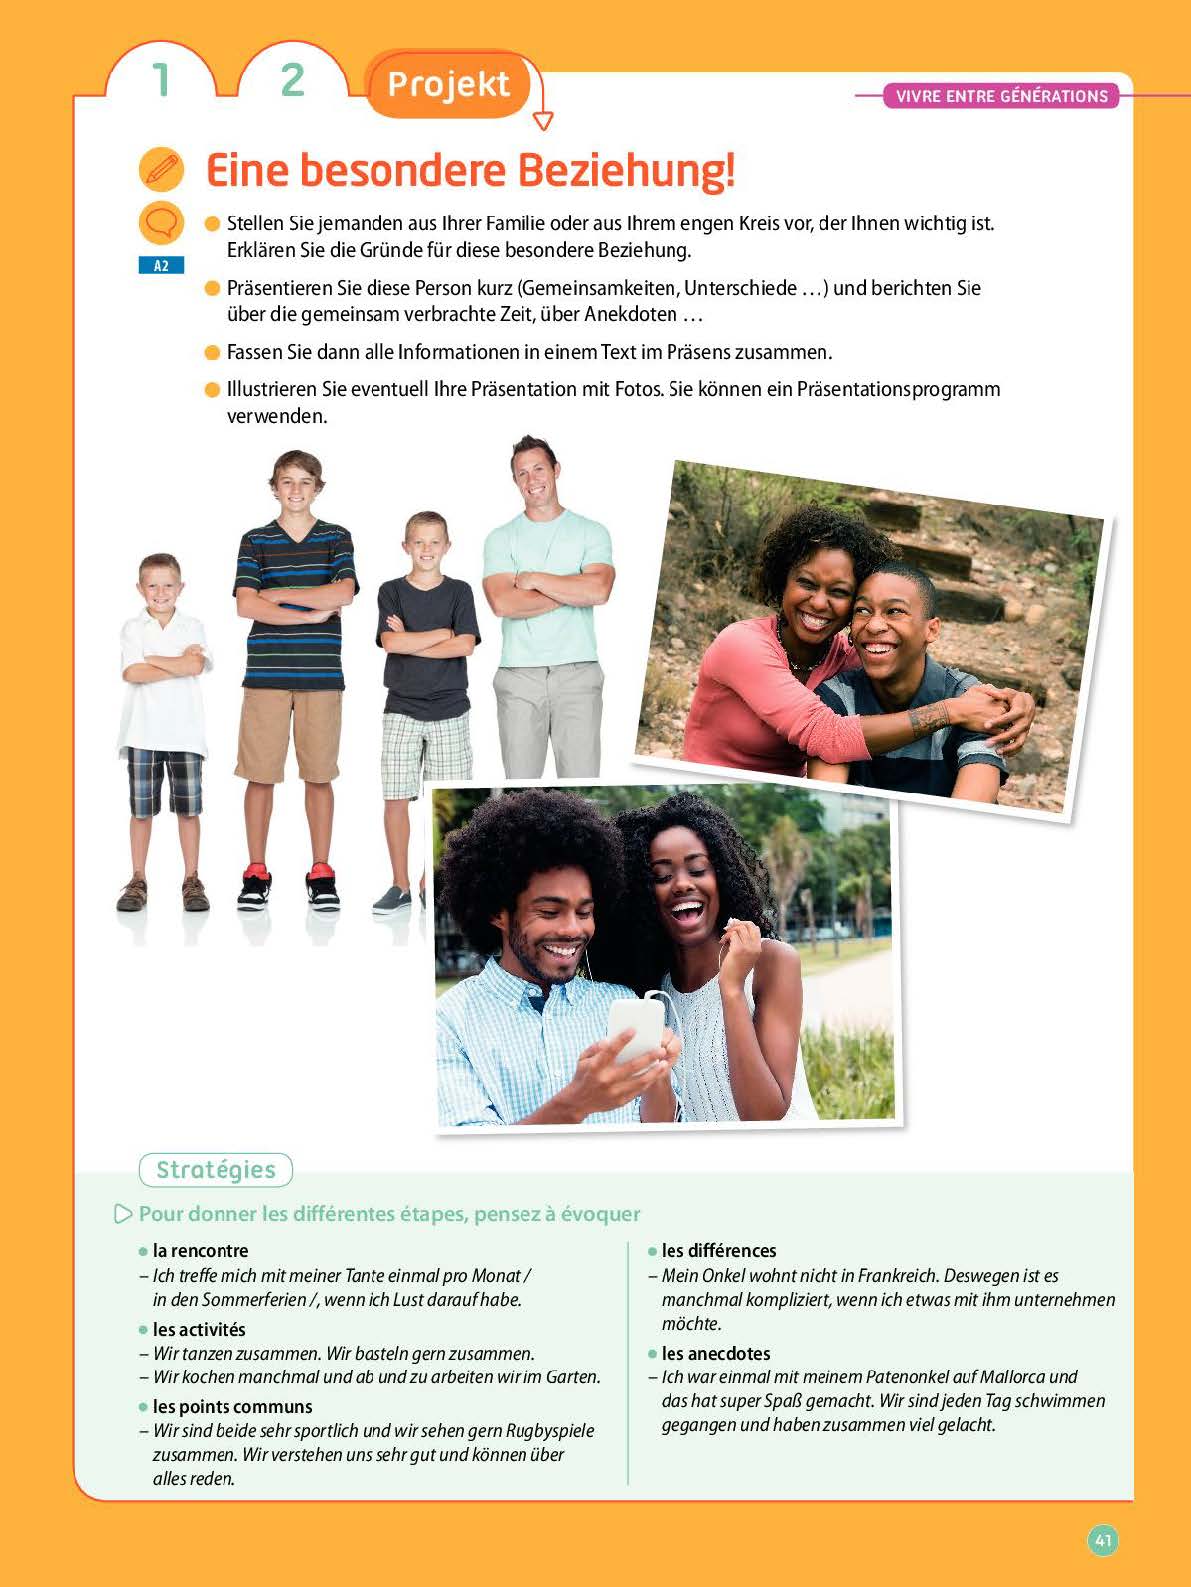 1
2
Projekt
VIVRE ENTRE GÉNÉRATIONS
Eine besondere Beziehung!
A2
● Stellen Sie jemanden aus Ihrer Familie oder aus Ihrem engen Kreis vor, der Ihnen wichtig ist.
Erklären Sie die Gründe für diese besondere Beziehung.
● Präsentieren Sie diese Person kurz (Gemeinsamkeiten, Unterschiede …) und berichten Sie
über die gemeinsam verbrachte Zeit, über Anekdoten …
● Fassen Sie dann alle Informationen in einem Text im Präsens zusammen.
● Illustrieren Sie eventuell Ihre Präsentation mit Fotos. Sie können ein Präsentationsprogramm
verwenden.
Stratégies
Pour donner les différentes étapes, pensez à évoquer
● la rencontre
– Ich treffe mich mit meiner Tante einmal pro Monat /
in den Sommerferien /, wenn ich Lust darauf habe.
● les activités
– Wir tanzen zusammen. Wir basteln gern zusammen.
– Wir kochen manchmal und ab und zu arbeiten wir im Garten.
● les points communs
– Wir sind beide sehr sportlich und wir sehen gern Rugbyspiele
zusammen. Wir verstehen uns sehr gut und können über
alles reden.
● les différences
– Mein Onkel wohnt nicht in Frankreich. Deswegen ist es
manchmal kompliziert, wenn ich etwas mit ihm unternehmen
möchte.
● les anecdotes
– Ich war einmal mit meinem Patenonkel auf Mallorca und
das hat super Spaß gemacht. Wir sind jeden Tag schwimmen
gegangen und haben zusammen viel gelacht.
41